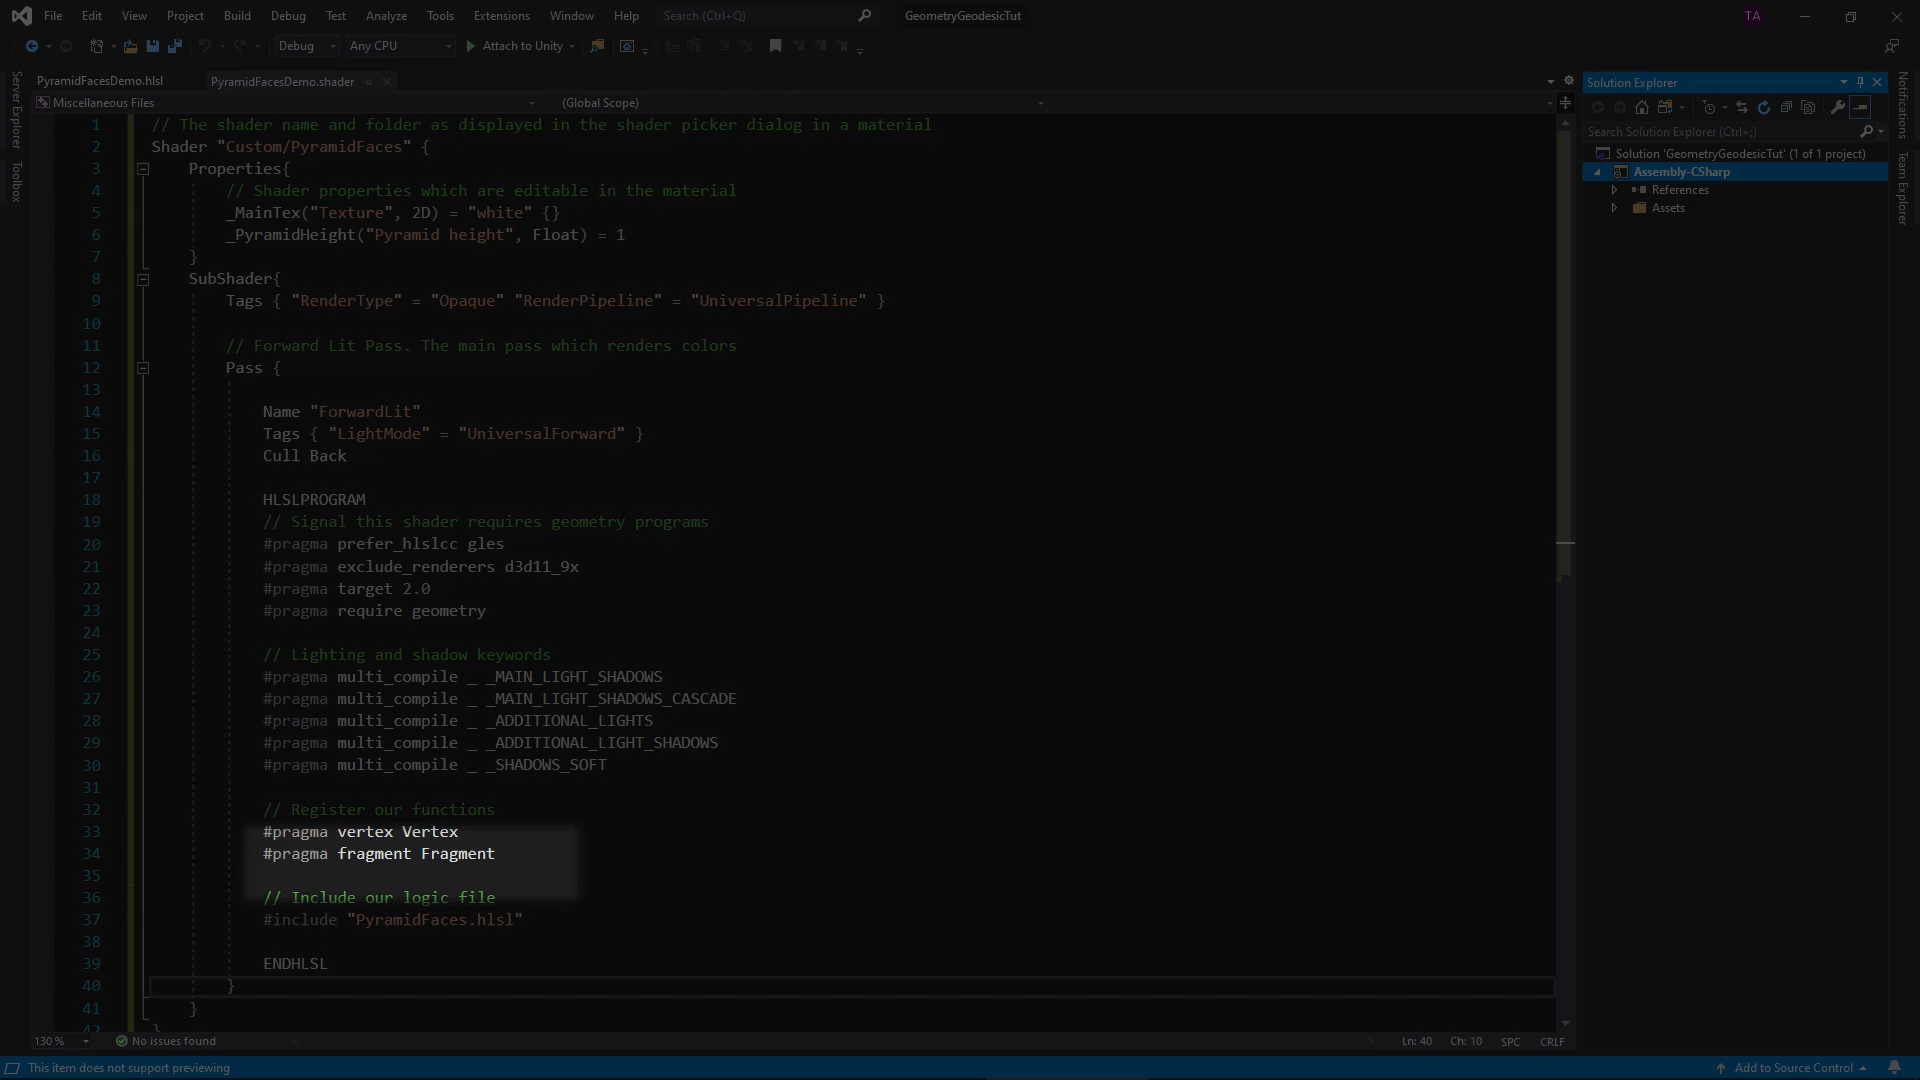 File Edit View Project Build Debug Test Analyze Tools Extensions Window Help Search (Ctrl+Q) GeometryGeodesicTut TA
Debug Any CPU Attach to Unity
PyramidFacesDemo.hlsl PyramidFacesDemo.shader
Miscellaneous Files (Global Scope)
Server Explorer
Toolbox
1 // The shader name and folder as displayed in the shader picker dialog in a material
2 Shader "Custom/PyramidFaces" {
3 Properties{
4 // Shader properties which are editable in the material
5 _MainTex("Texture", 2D) = "white" {}
6 _PyramidHeight("Pyramid height", Float) = 1
7 }
8 SubShader{
9 Tags { "RenderType" = "Opaque" "RenderPipeline" = "UniversalPipeline" }
10
11 // Forward Lit Pass. The main pass which renders colors
12 Pass {
13
14 Name "ForwardLit"
15 Tags { "LightMode" = "UniversalForward" }
16 Cull Back
17
18 HLSLPROGRAM
19 // Signal this shader requires geometry programs
20 #pragma prefer_hlslcc gles
21 #pragma exclude_renderers d3d11_9x
22 #pragma target 2.0
23 #pragma require geometry
24
25 // Lighting and shadow keywords
26 #pragma multi_compile _ _MAIN_LIGHT_SHADOWS
27 #pragma multi_compile _ _MAIN_LIGHT_SHADOWS_CASCADE
28 #pragma multi_compile _ _ADDITIONAL_LIGHTS
29 #pragma multi_compile _ _ADDITIONAL_LIGHT_SHADOWS
30 #pragma multi_compile _ _SHADOWS_SOFT
31
32 // Register our functions
33 #pragma vertex Vertex
34 #pragma fragment Fragment
35
36 // Include our logic file
37 #include "PyramidFaces.hlsl"
38
39 ENDHLSL
40 }
41 }
42 }
130 % No issues found Ln: 40 Ch: 10 SPC CRLF
Solution Explorer
Search Solution Explorer (Ctrl+;)
Solution 'GeometryGeodesicTut' (1 of 1 project)
Assembly-CSharp
References
Assets
Notifications
Team Explorer
This item does not support previewing Add to Source Control